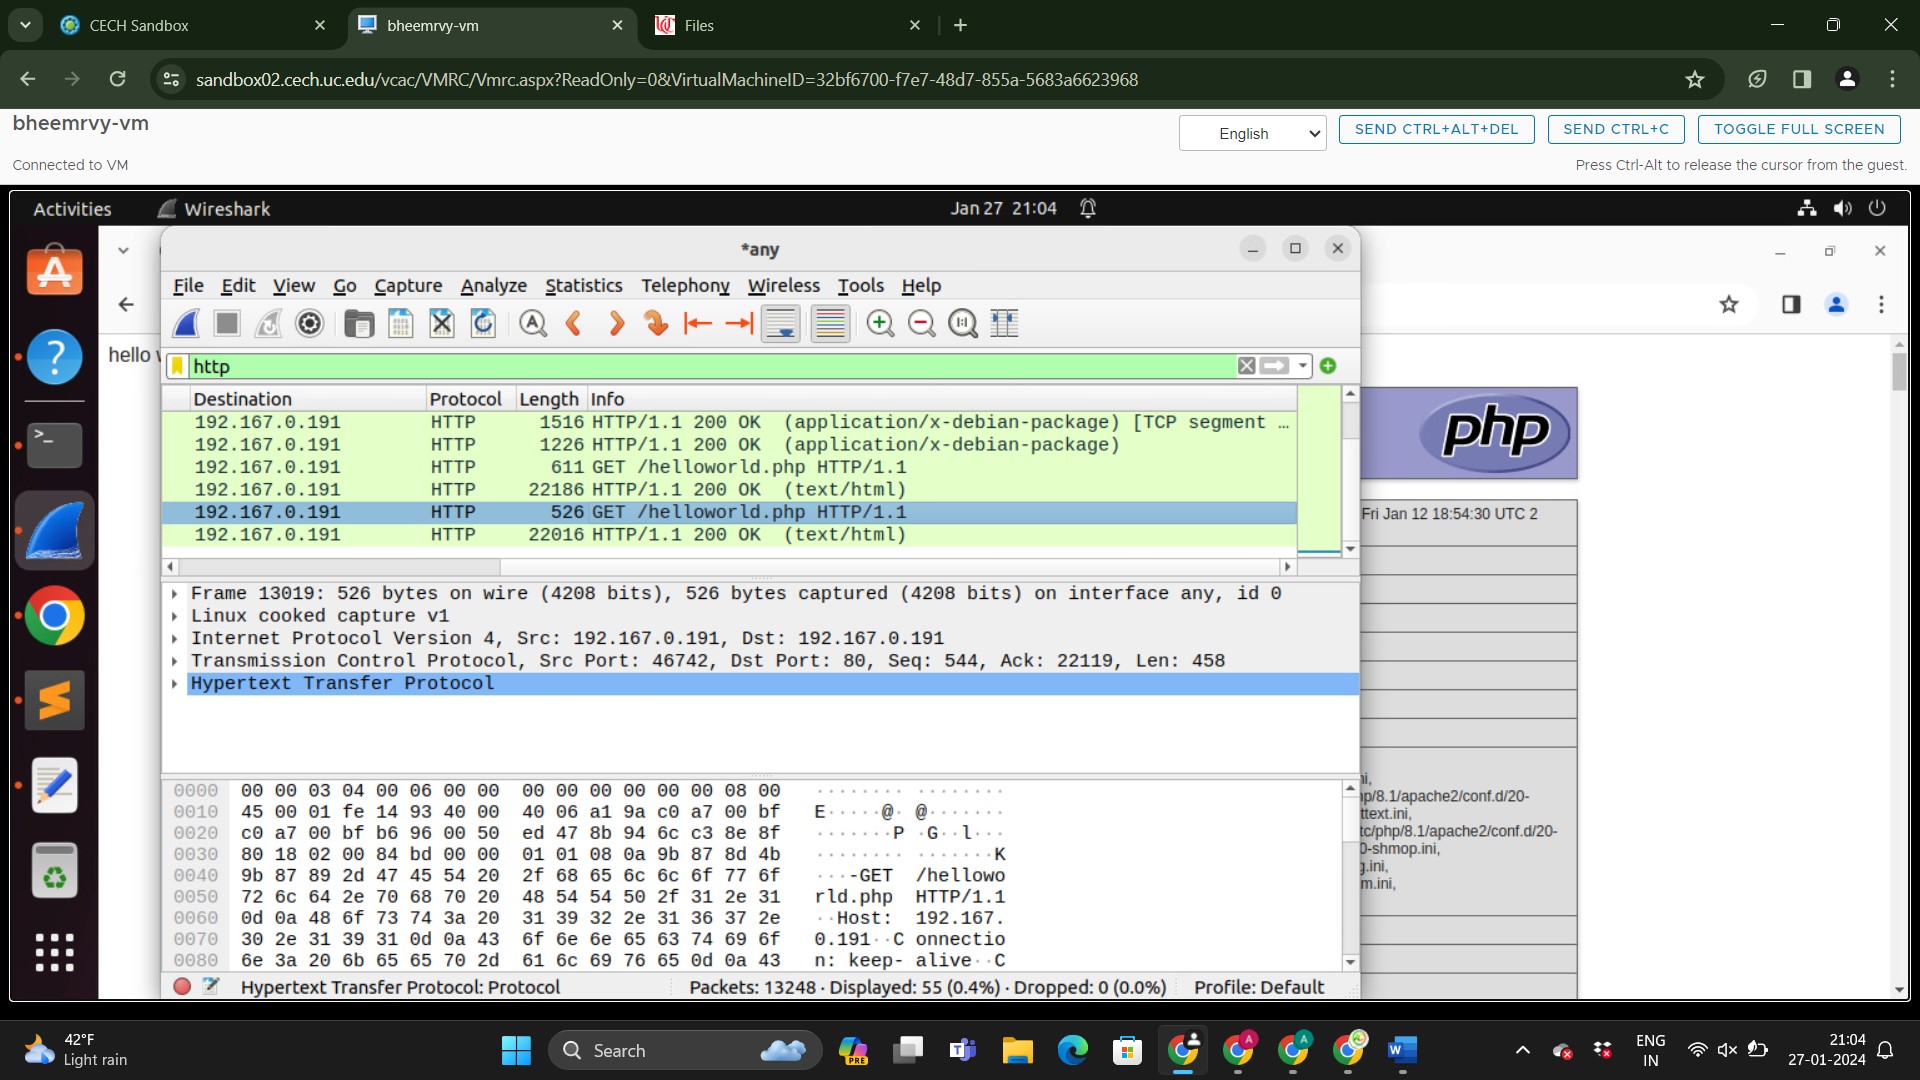 CECH Sandbox
bheemrvy-vm
Files
sandbox02.cech.uc.edu/vcac/VMRC/Vmrc.aspx?ReadOnly=0&VirtualMachineID=32bf6700-f7e7-48d7-855a-5683a6623968
bheemrvy-vm
English
SEND CTRL+ALT+DEL
SEND CTRL+C
TOGGLE FULL SCREEN
Connected to VM
Press Ctrl-Alt to release the cursor from the guest.
Activities
Wireshark
Jan 27 21:04
*any
File Edit View Go Capture Analyze Statistics Telephony Wireless Tools Help
hello
http
Destination Protocol Length Info
192.167.0.191 HTTP 1516 HTTP/1.1 200 OK (application/x-debian-package) [TCP segment …
192.167.0.191 HTTP 1226 HTTP/1.1 200 OK (application/x-debian-package)
192.167.0.191 HTTP 611 GET /helloworld.php HTTP/1.1
192.167.0.191 HTTP 22186 HTTP/1.1 200 OK (text/html)
192.167.0.191 HTTP 526 GET /helloworld.php HTTP/1.1
192.167.0.191 HTTP 22016 HTTP/1.1 200 OK (text/html)
php
Fri Jan 12 18:54:30 UTC 2
Frame 13019: 526 bytes on wire (4208 bits), 526 bytes captured (4208 bits) on interface any, id 0
Linux cooked capture v1
Internet Protocol Version 4, Src: 192.167.0.191, Dst: 192.167.0.191
Transmission Control Protocol, Src Port: 46742, Dst Port: 80, Seq: 544, Ack: 22119, Len: 458
Hypertext Transfer Protocol
0000 00 00 03 04 00 06 00 00 00 00 00 00 00 00 08 00 ········ ········
0010 45 00 01 fe 14 93 40 00 40 06 a1 9a c0 a7 00 bf E·····@· @·······
0020 c0 a7 00 bf b6 96 00 50 ed 47 8b 94 6c c3 8e 8f ·······P ·G··l···
0030 80 18 02 00 84 bd 00 00 01 01 08 0a 9b 87 8d 4b ········ ·······K
0040 9b 87 89 2d 47 45 54 20 2f 68 65 6c 6c 6f 77 6f ···-GET /hellowo
0050 72 6c 64 2e 70 68 70 20 48 54 54 50 2f 31 2e 31 rld.php HTTP/1.1
0060 0d 0a 48 6f 73 74 3a 20 31 39 32 2e 31 36 37 2e ··Host: 192.167.
0070 30 2e 31 39 31 0d 0a 43 6f 6e 6e 65 63 74 69 6f 0.191··C onnectio
0080 6e 3a 20 6b 65 65 70 2d 61 6c 69 76 65 0d 0a 43 n: keep- alive··C
ni,
hp/8.1/apache2/conf.d/20-
ttext.ini,
tc/php/8.1/apache2/conf.d/20-
0-shmop.ini,
g.ini,
m.ini,
Hypertext Transfer Protocol: Protocol
Packets: 13248 · Displayed: 55 (0.4%) · Dropped: 0 (0.0%)
Profile: Default
42°F
Light rain
Search
PRE
ENG
IN
21:04
27-01-2024